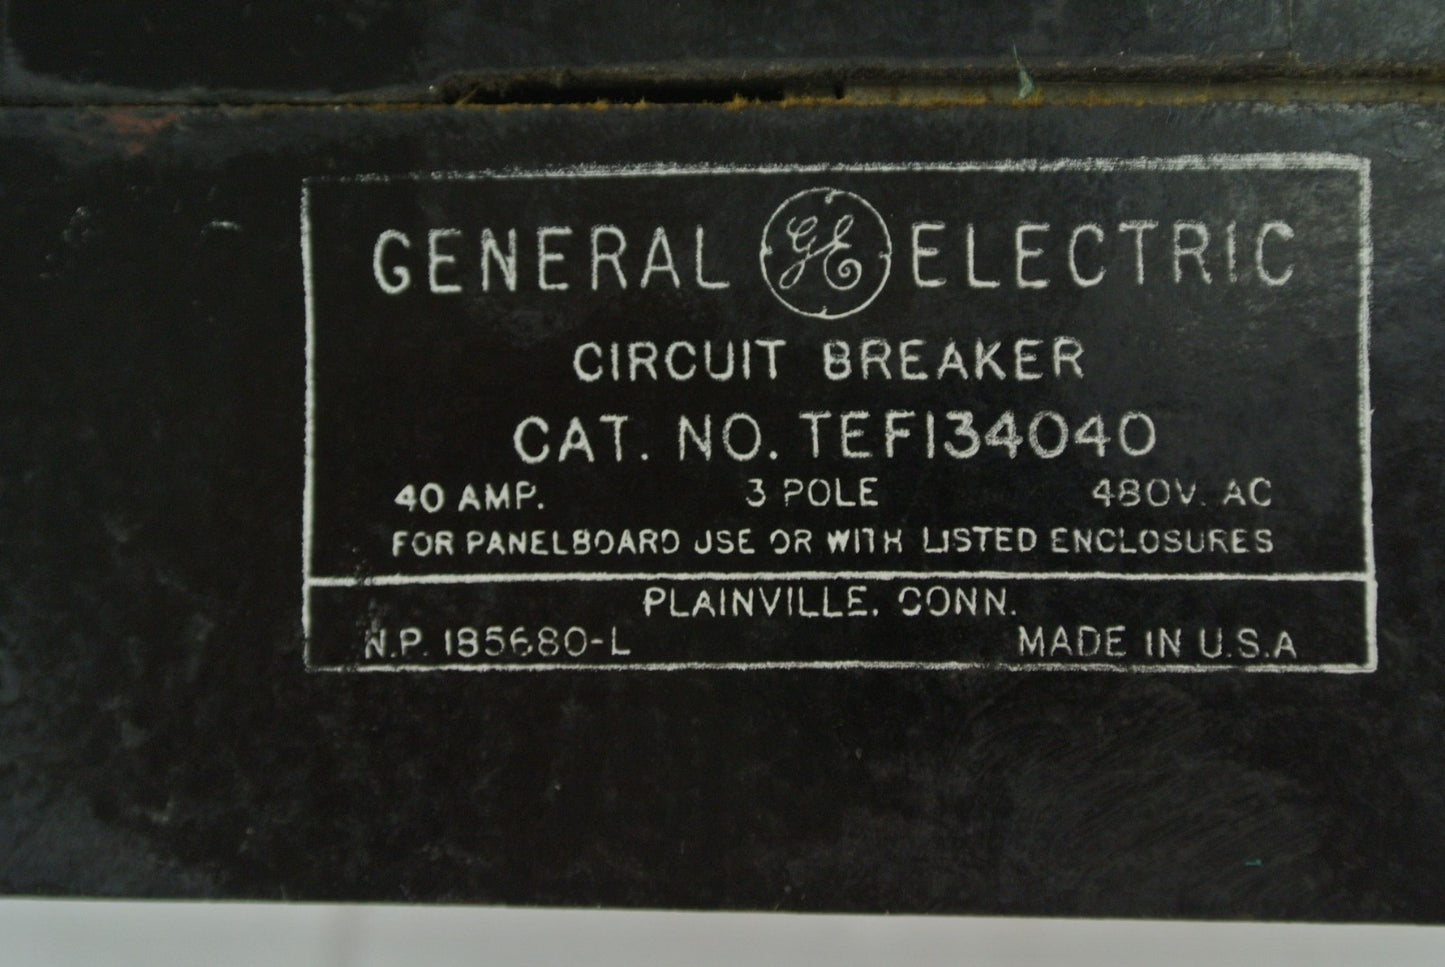 GENERAL GE ELECTRIC
CIRCUIT BREAKER
CAT. NO. TEF134040
40 AMP. 3 POLE 480V. AC
FOR PANELBOARD USE OR WITH LISTED ENCLOSURES
PLAINVILLE, CONN.
N.P. 185680-L MADE IN U.S.A